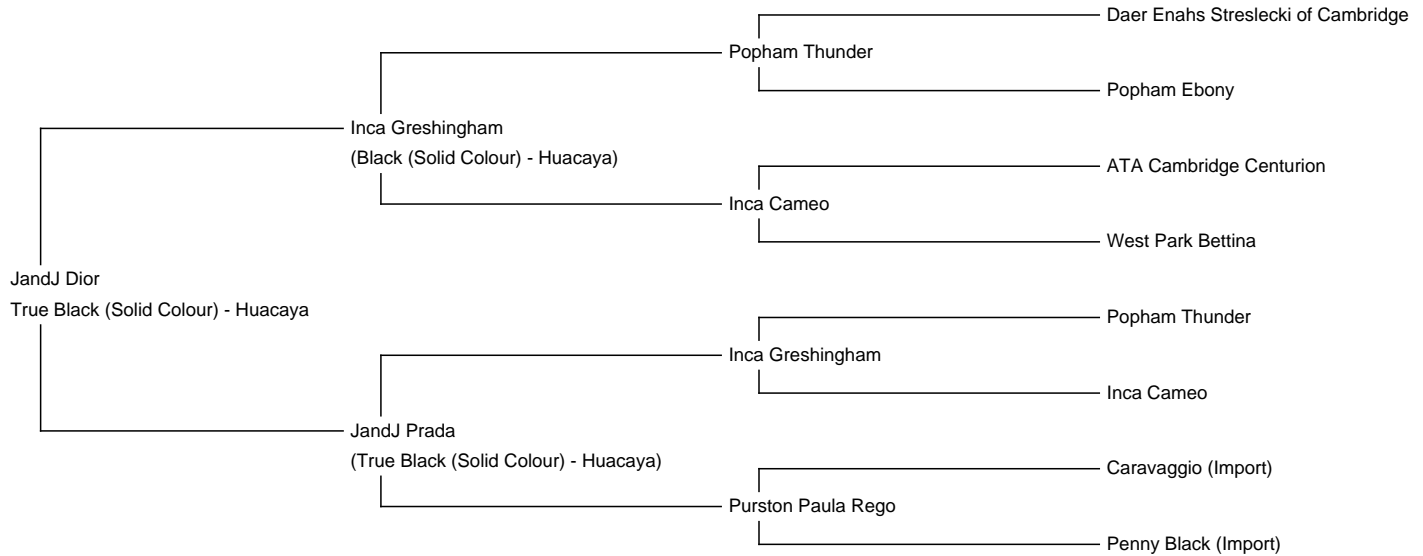 Daer Enahs Streslecki of Cambridge
Popham Thunder
Popham Ebony
Inca Greshingham
(Black (Solid Colour) - Huacaya)
ATA Cambridge Centurion
Inca Cameo
West Park Bettina
JandJ Dior
True Black (Solid Colour) - Huacaya
Popham Thunder
Inca Greshingham
Inca Cameo
JandJ Prada
(True Black (Solid Colour) - Huacaya)
Caravaggio (Import)
Purston Paula Rego
Penny Black (Import)